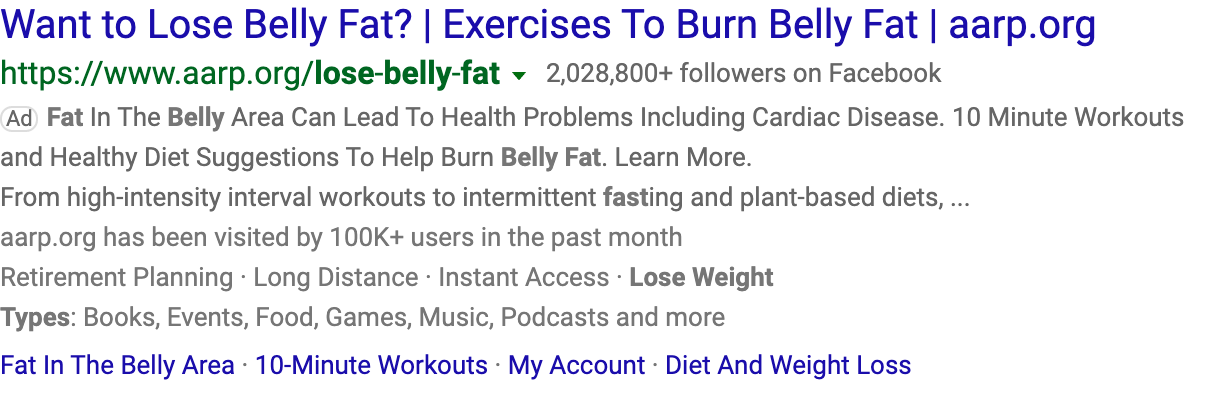 Want to Lose Belly Fat? | Exercises To Burn Belly Fat | aarp.org
https://www.aarp.org/lose-belly-fat 2,028,800+ followers on Facebook
Ad Fat In The Belly Area Can Lead To Health Problems Including Cardiac Disease. 10 Minute Workouts
and Healthy Diet Suggestions To Help Burn Belly Fat. Learn More.
From high-intensity interval workouts to intermittent fasting and plant-based diets, ...
aarp.org has been visited by 100K+ users in the past month
Retirement Planning · Long Distance · Instant Access · Lose Weight
Types: Books, Events, Food, Games, Music, Podcasts and more
Fat In The Belly Area · 10-Minute Workouts · My Account · Diet And Weight Loss